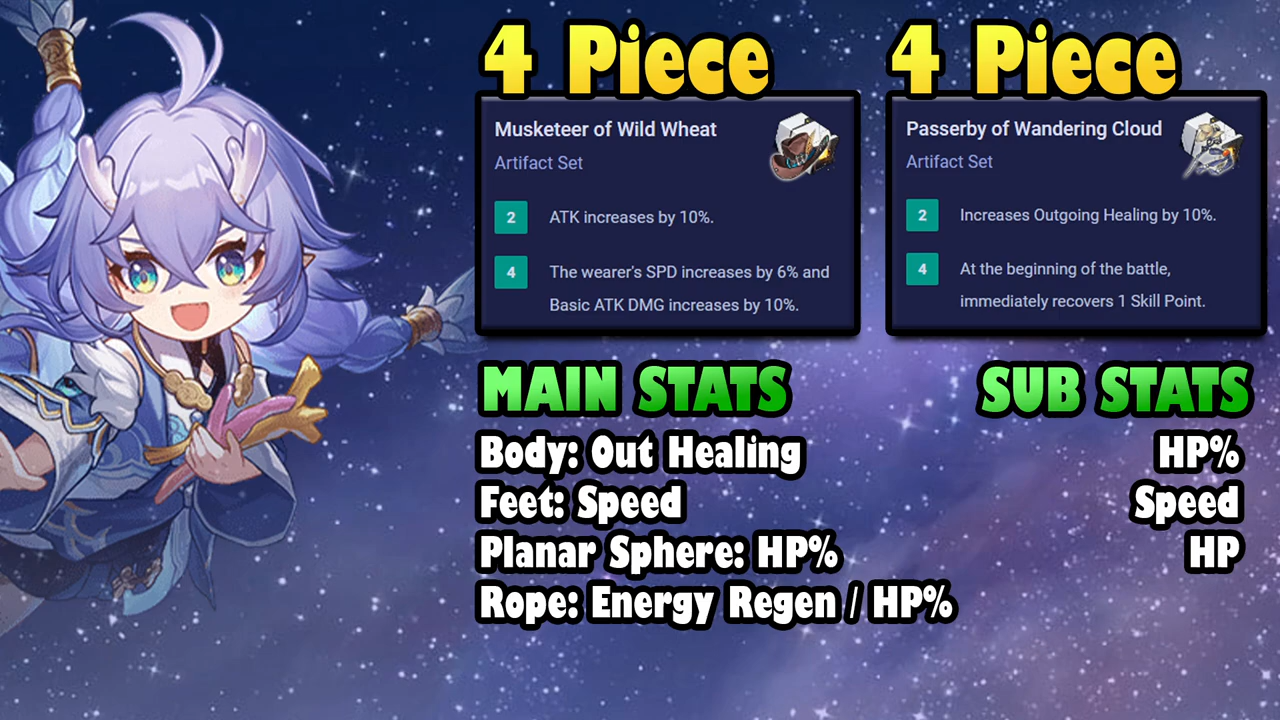 4 Piece
Musketeer of Wild Wheat
Artifact Set
2 ATK increases by 10%.
4 The wearer's SPD increases by 6% and
Basic ATK DMG increases by 10%.
4 Piece
Passerby of Wandering Cloud
Artifact Set
2 Increases Outgoing Healing by 10%.
4 At the beginning of the battle,
immediately recovers 1 Skill Point.
MAIN STATS
Body: Out Healing
Feet: Speed
Planar Sphere: HP%
Rope: Energy Regen / HP%
SUB STATS
HP%
Speed
HP